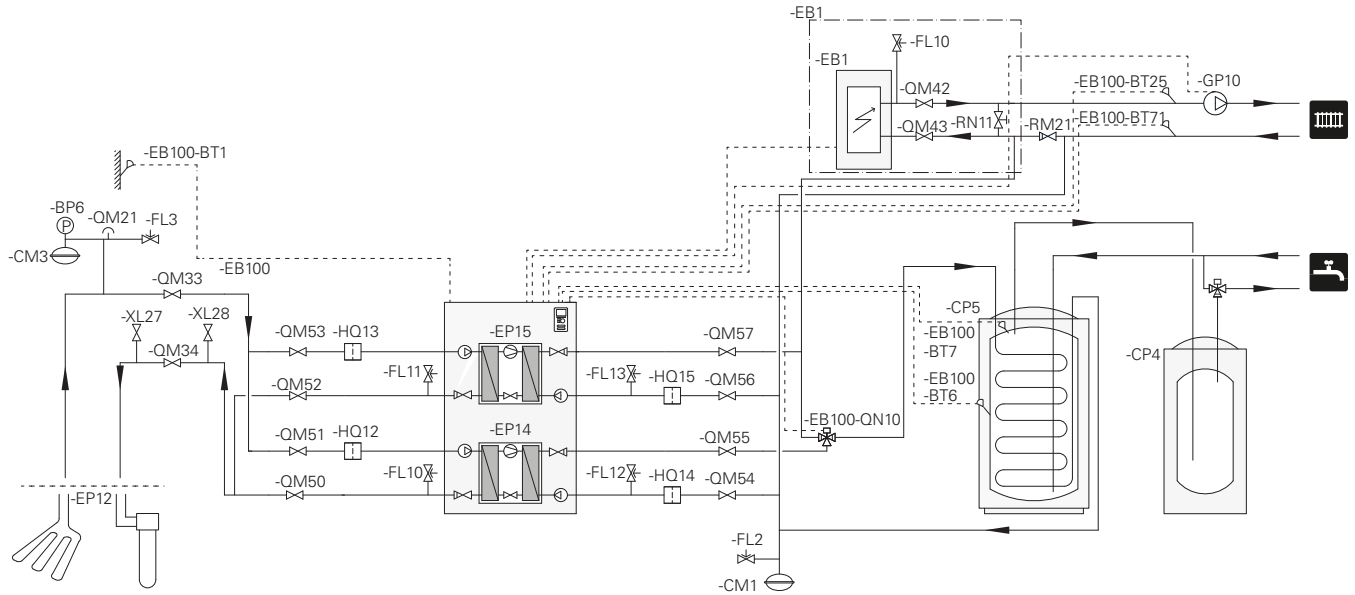 -EB1
-FL10
-EB1
-QM42
-EB100-BT25
-GP10
-RN11
-RM21
-EB100-BT71
-QM43
-EB100-BT1
-BP6
P
-QM21
-FL3
-CM3
-QM33
-EB100
-XL27
-XL28
-QM34
-QM53
-HQ13
-EP15
-QM57
-CP5
-EB100
-BT7
-CP4
-QM52
-FL11
-FL13
-HQ15
-QM56
-EB100
-BT6
-QM51
-HQ12
-EP14
-QM55
-EB100-QN10
-QM50
-FL10
-FL12
-HQ14
-QM54
-EP12
-FL2
-CM1